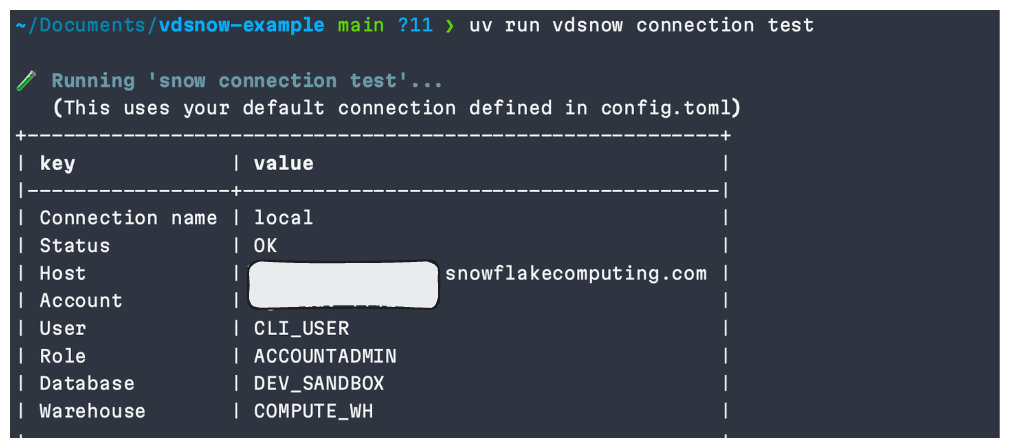 ~/Documents/vdsnow-example main ?11 ❯ uv run vdsnow connection test
Running 'snow connection test'...
(This uses your default connection defined in config.toml)
+----------------------------------------------------------+
| key | value |
|-----------------+----------------------------------------|
| Connection name | local |
| Status | OK |
| Host | snowflakecomputing.com |
| Account | |
| User | CLI_USER |
| Role | ACCOUNTADMIN |
| Database | DEV_SANDBOX |
| Warehouse | COMPUTE_WH |